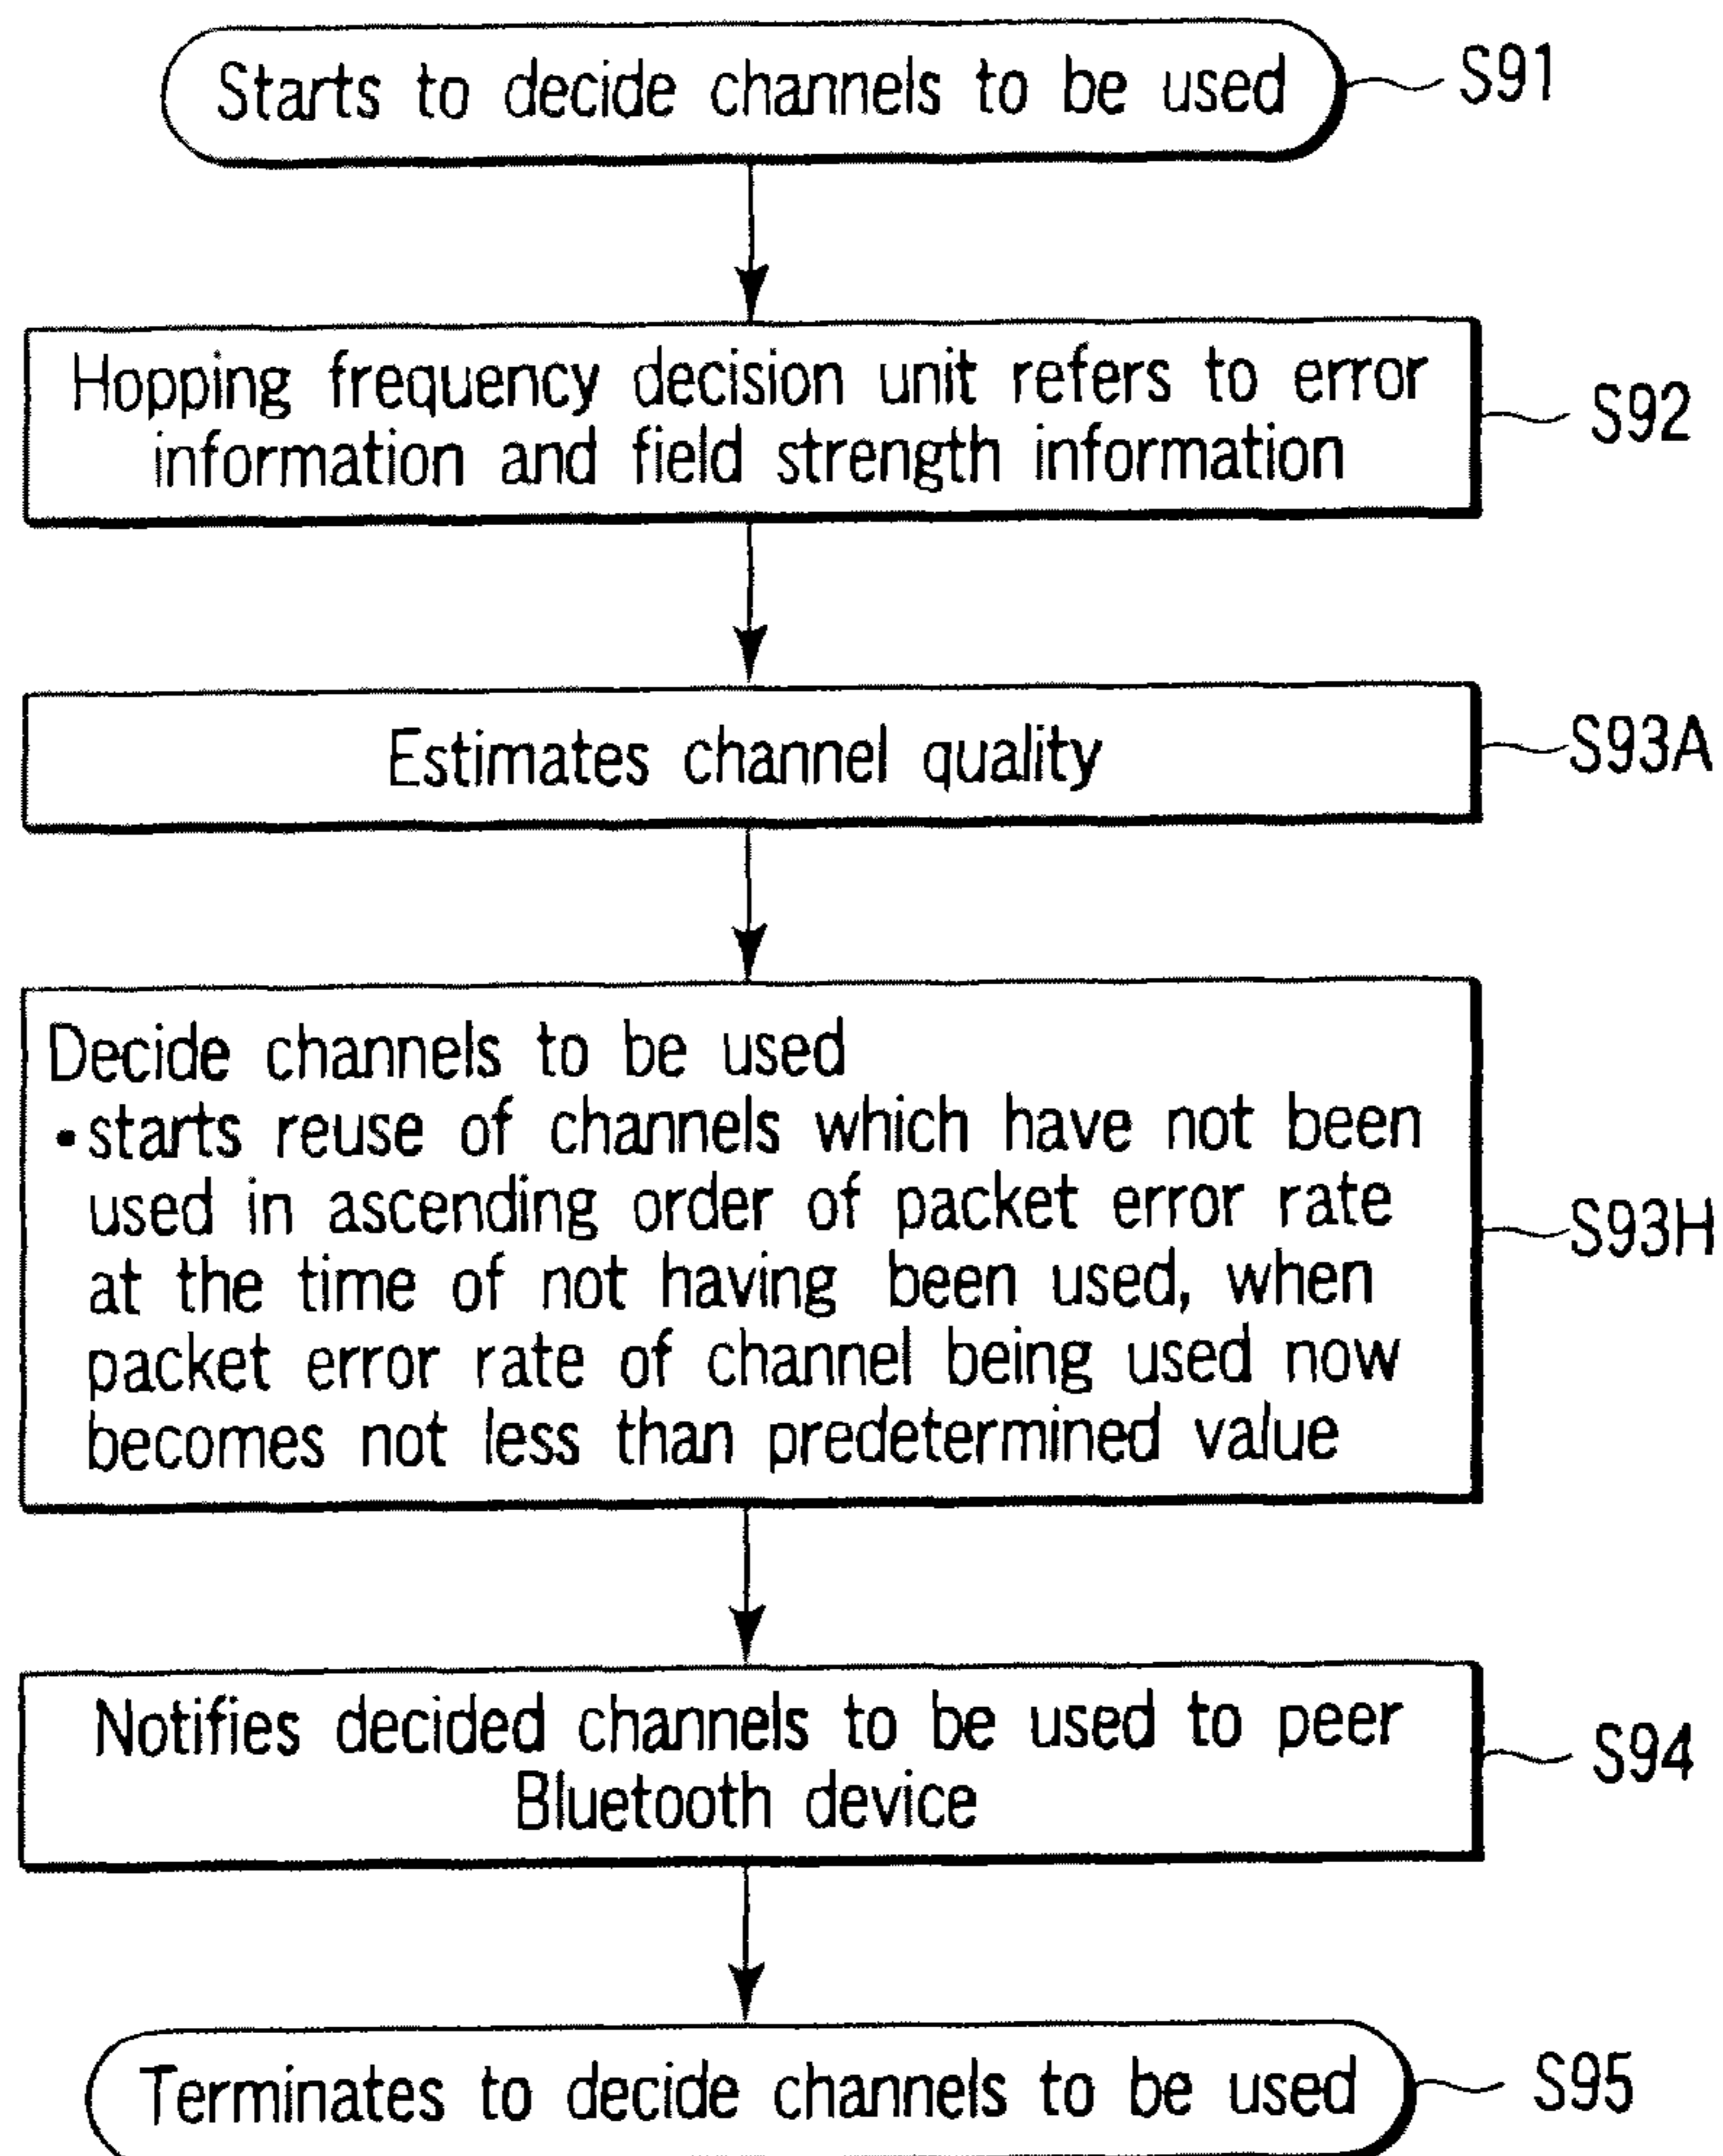 Starts to decide channels to be used
S91
Hopping frequency decision unit refers to error
information and field strength information
S92
Estimates channel quality
S93A
Decide channels to be used
•starts reuse of channels which have not been
used in ascending order of packet error rate
at the time of not having been used, when
packet error rate of channel being used now
becomes not less than predetermined value
S93H
Notifies decided channels to be used to peer
Bluetooth device
S94
Terminates to decide channels to be used
S95